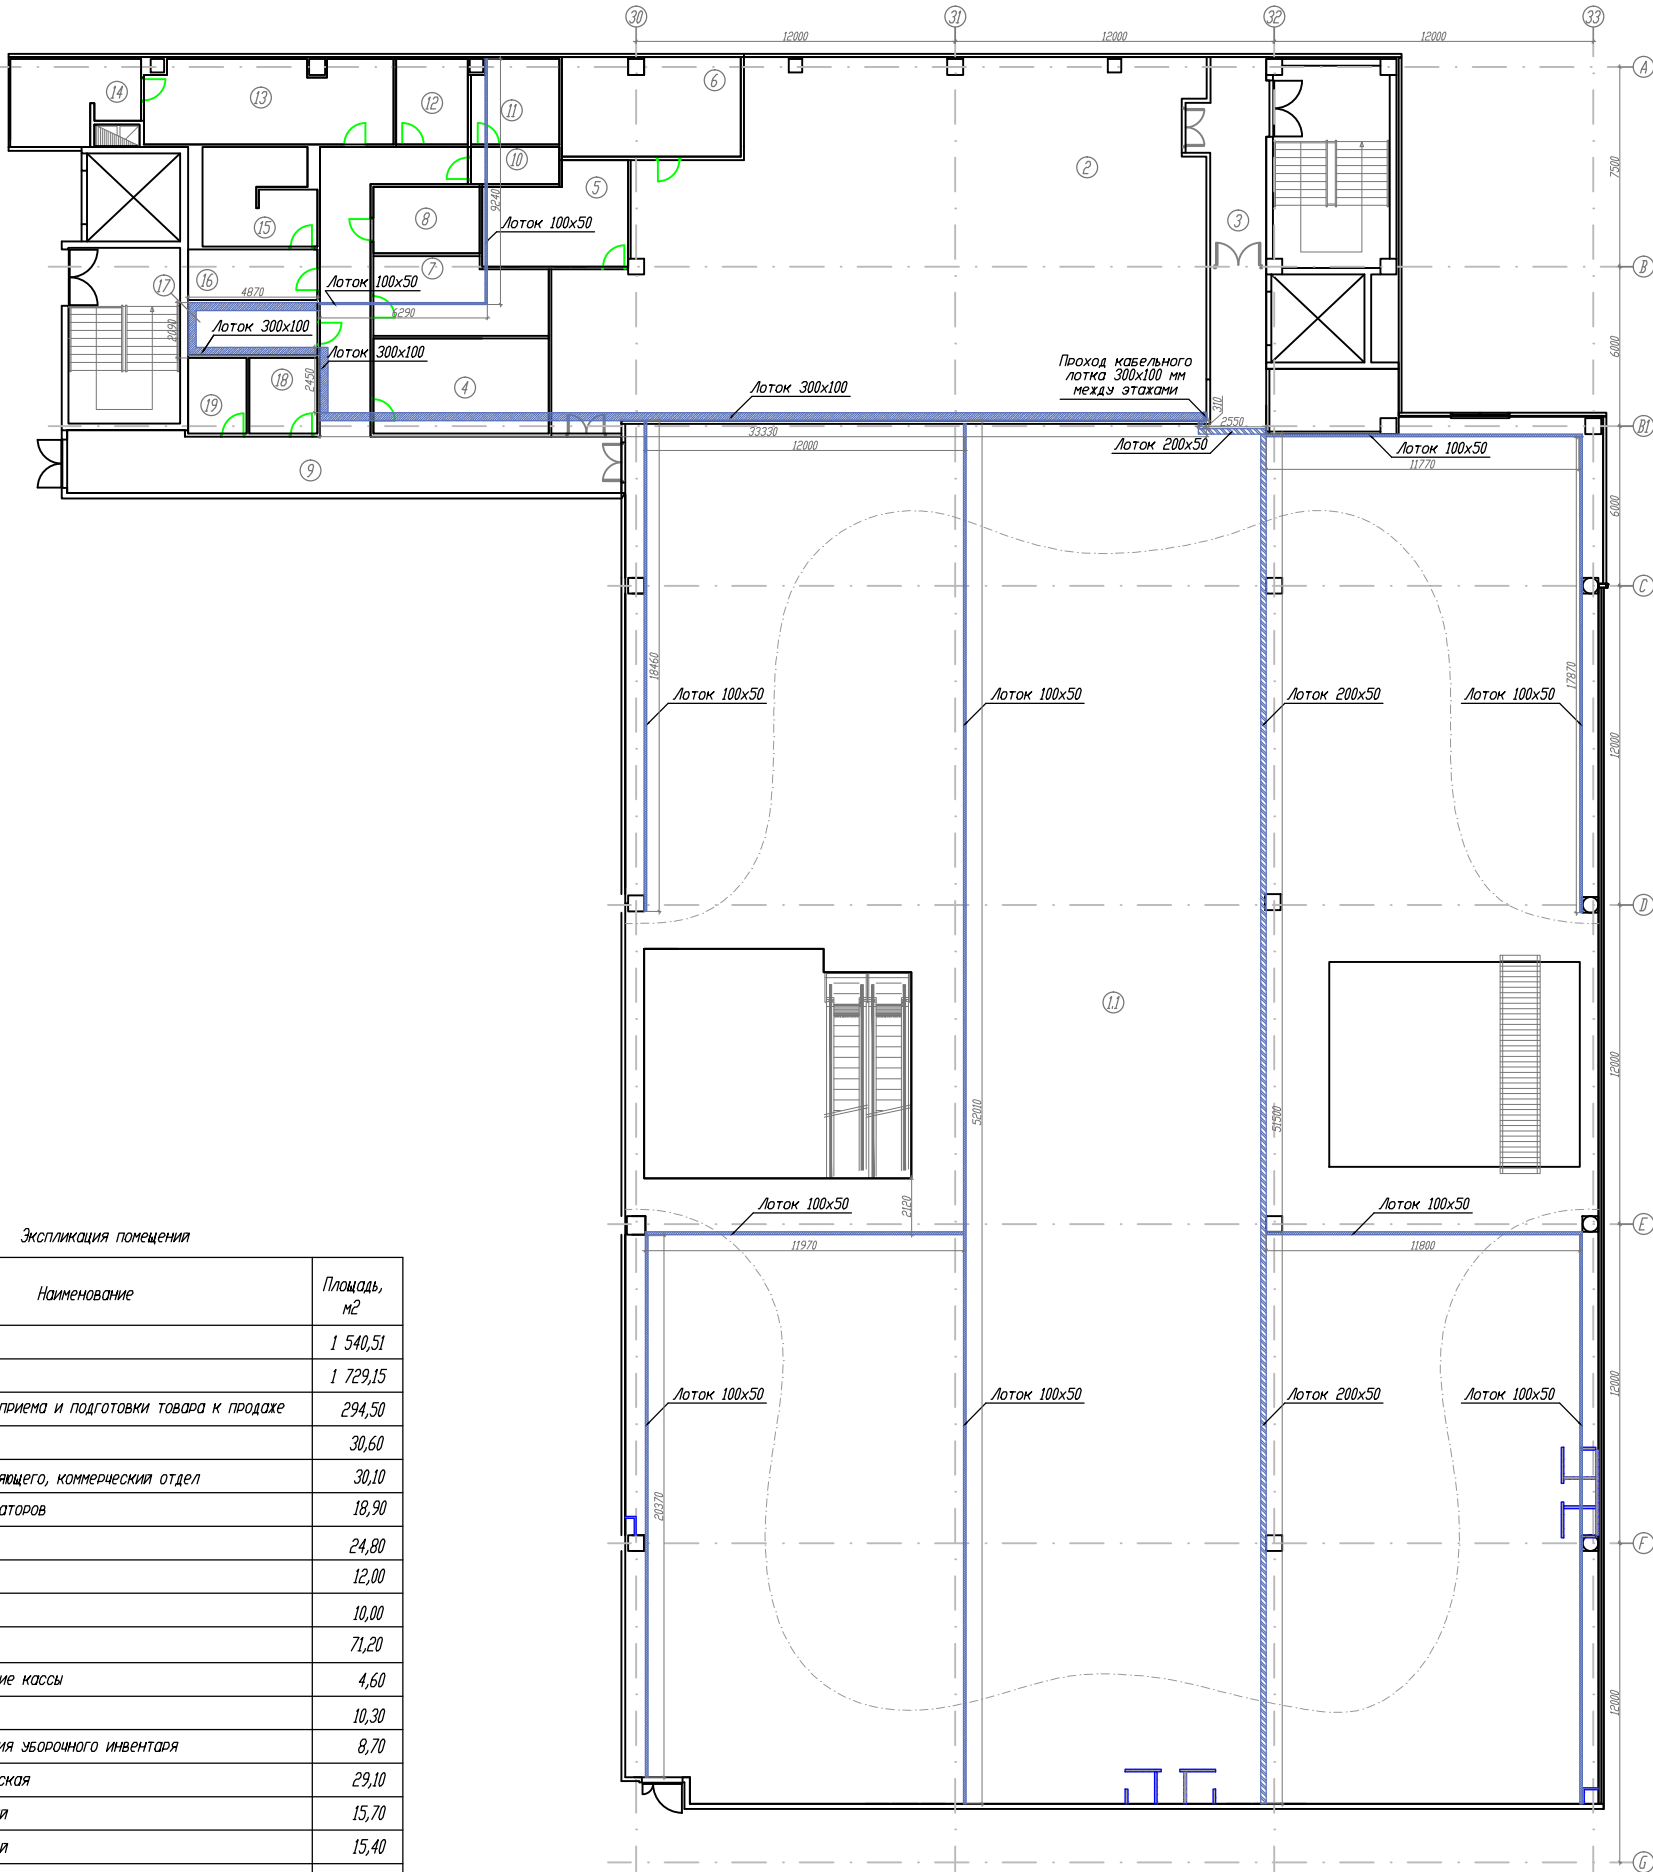 30
31
32
33
12000
12000
12000
A
B
B1
C
D
E
F
G
7500
6000
6000
12000
12000
12000
12000
14
13
12
11
10
6
5
2
3
8
7
15
16
17
18
19
4
9
1.1
9240
Лоток 100x50
4870
Лоток 100x50
6290
2090
Лоток 300x100
Лоток 300x100
2450
Лоток 300x100
Проход кабельного
лотка 300x100 мм
между этажами
310
2550
Лоток 200x50
33330
12000
Лоток 100x50
11770
18460
17870
Лоток 100x50
Лоток 100x50
Лоток 200x50
Лоток 100x50
52010
51500
2120
Лоток 100x50
11970
Лоток 100x50
11800
Лоток 100x50
Лоток 100x50
Лоток 200x50
Лоток 100x50
20370
Экспликация помещений
Наименование
Площадь,
м2
1 540,51
1 729,15
приема и подготовки товара к продаже 294,50
30,60
яющего, коммерческий отдел 30,10
аторов 18,90
24,80
12,00
10,00
71,20
ие кассы 4,60
10,30
ия уборочного инвентаря 8,70
ская 29,10
й 15,70
й 15,40